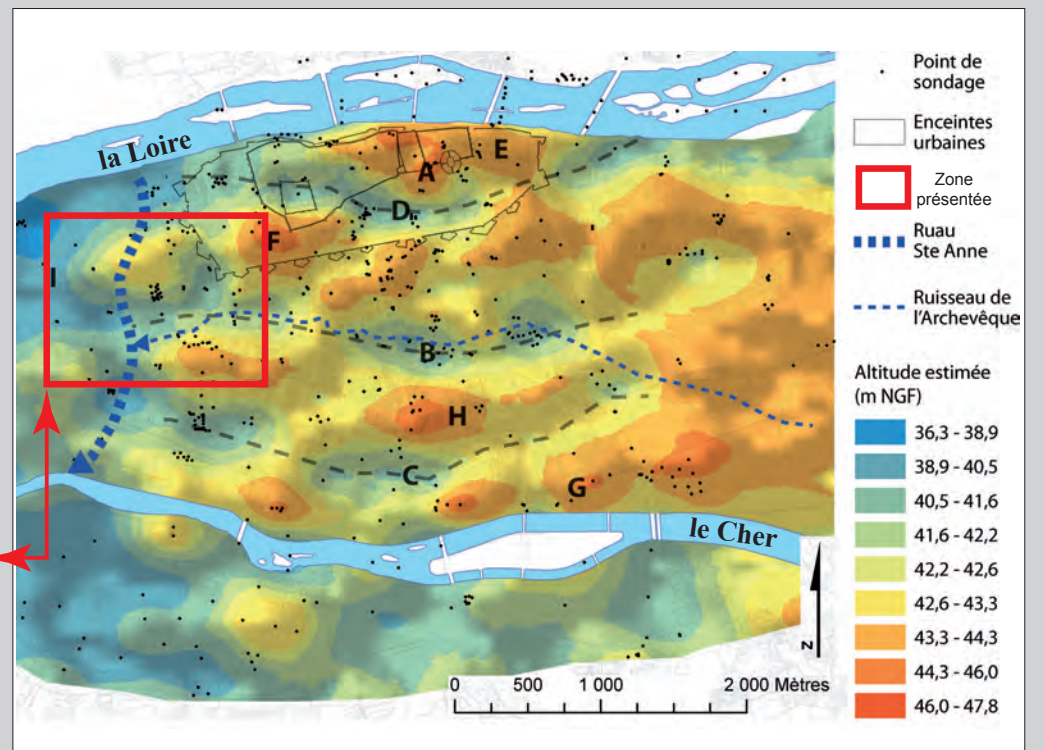 la Loire
A
E
D
F
I
B
H
1
C
G
le Cher
N
0 500 1 000 2 000 Mètres
Point de
sondage
Enceintes
urbaines
Zone
présentée
Ruau
Ste Anne
Ruisseau de
l'Archevêque
Altitude estimée
(m NGF)
36,3 - 38,9
38,9 - 40,5
40,5 - 41,6
41,6 - 42,2
42,2 - 42,6
42,6 - 43,3
43,3 - 44,3
44,3 - 46,0
46,0 - 47,8